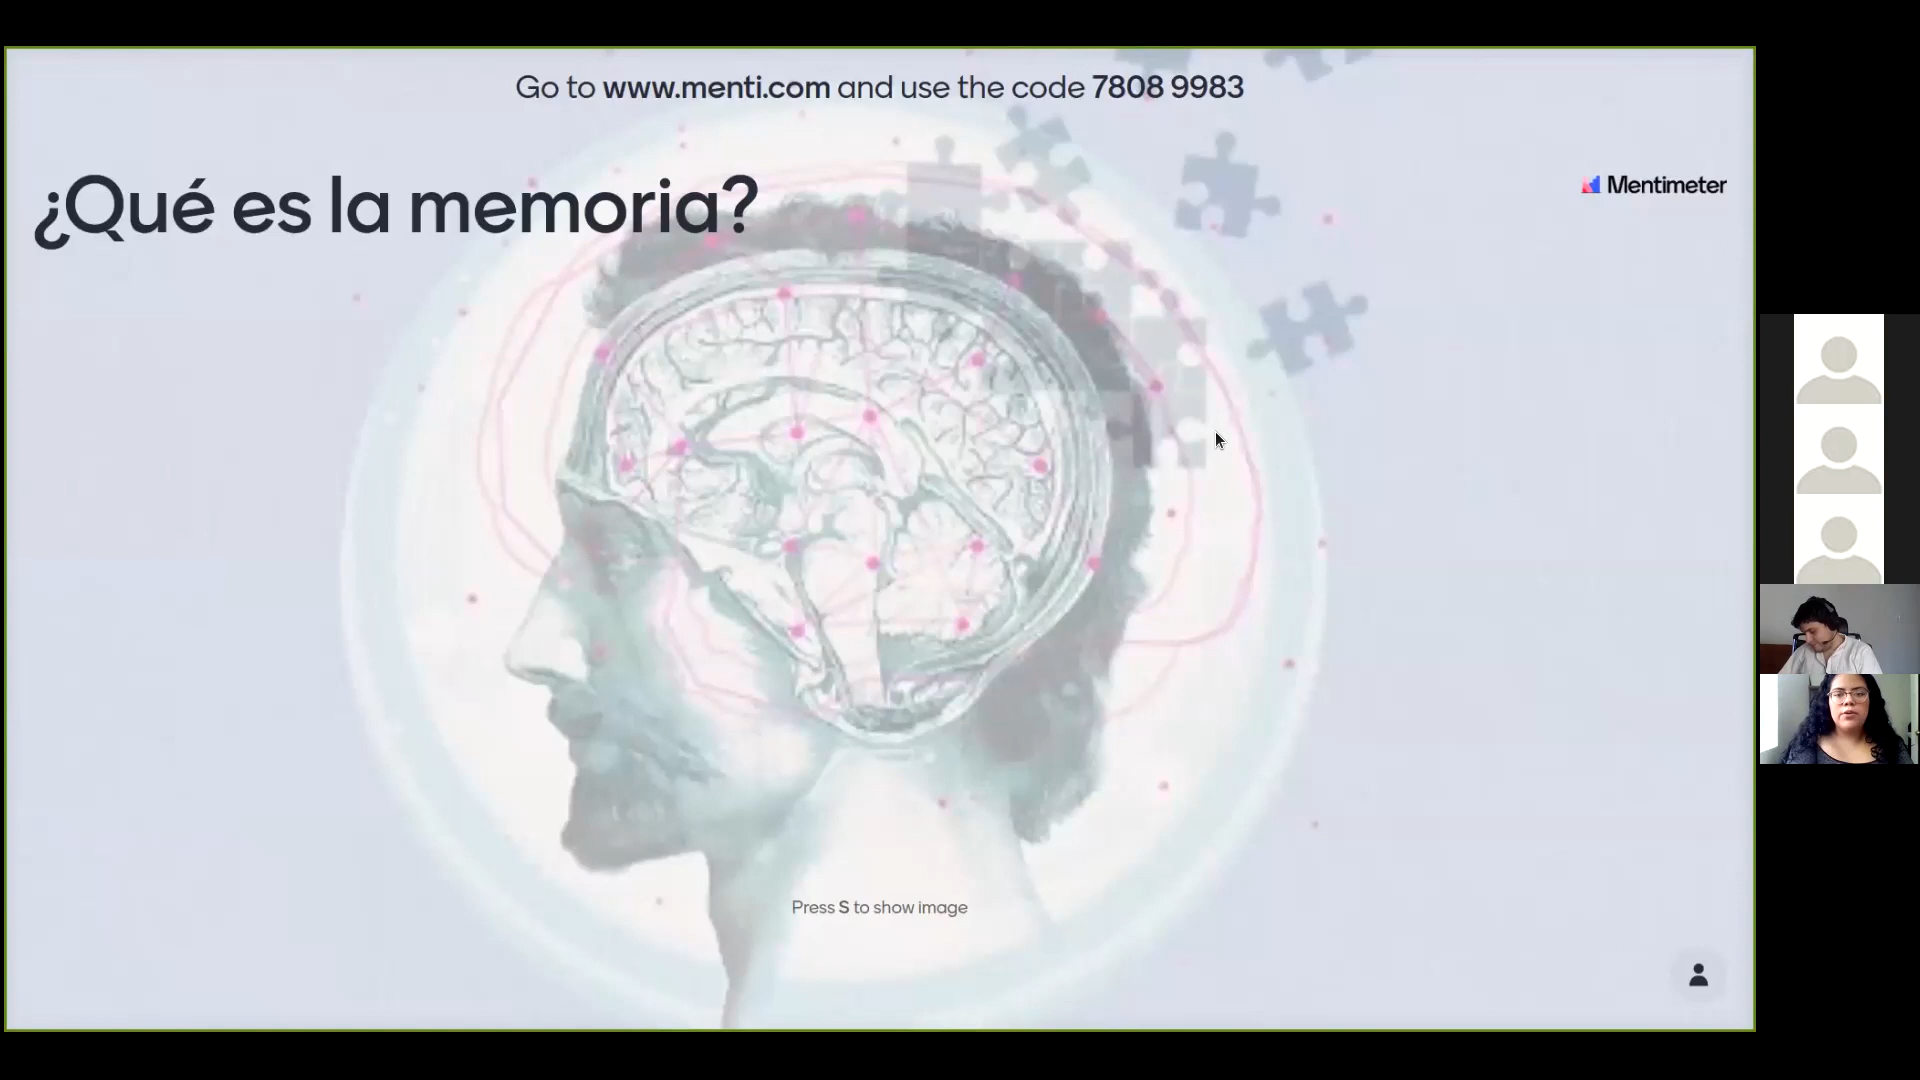 Go to www.menti.com and use the code 7808 9983
¿Qué es la memoria?
Mentimeter
Press S to show image